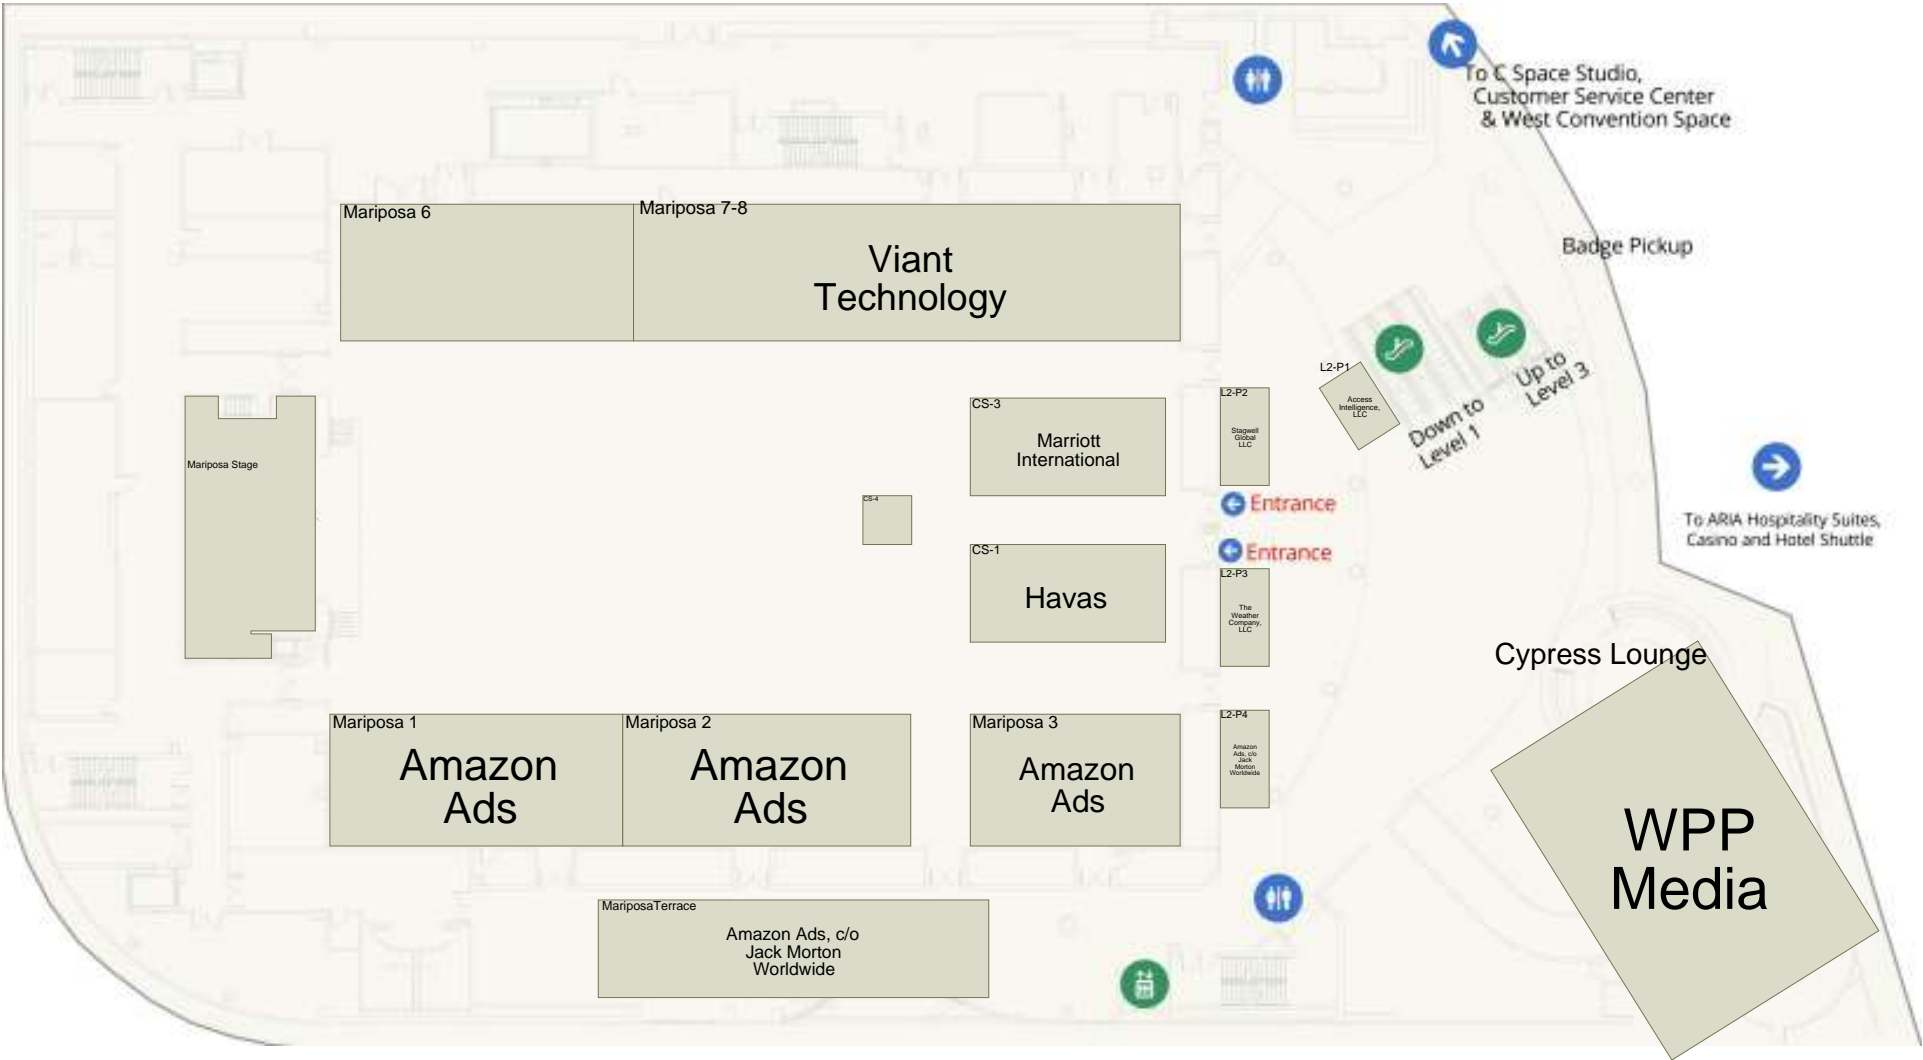 To C Space Studio,
Customer Service Center
& West Convention Space
Mariposa 6
Mariposa 7-8
Viant
Technology
Badge Pickup
L2-P1
Access
Intelligence,
LLC
Up to
Level 3
Down to
Level 1
Mariposa Stage
CS-3
Marriott
International
L2-P2
Stagwell
Global
LLC
CS-4
Entrance
Entrance
To ARIA Hospitality Suites,
Casino and Hotel Shuttle
CS-1
Havas
L2-P3
The
Weather
Company,
LLC
Cypress Lounge
WPP
Media
Mariposa 1
Amazon
Ads
Mariposa 2
Amazon
Ads
Mariposa 3
Amazon
Ads
L2-P4
Amazon
Ads, c/o
Jack
Morton
Worldwide
MariposaTerrace
Amazon Ads, c/o
Jack Morton
Worldwide